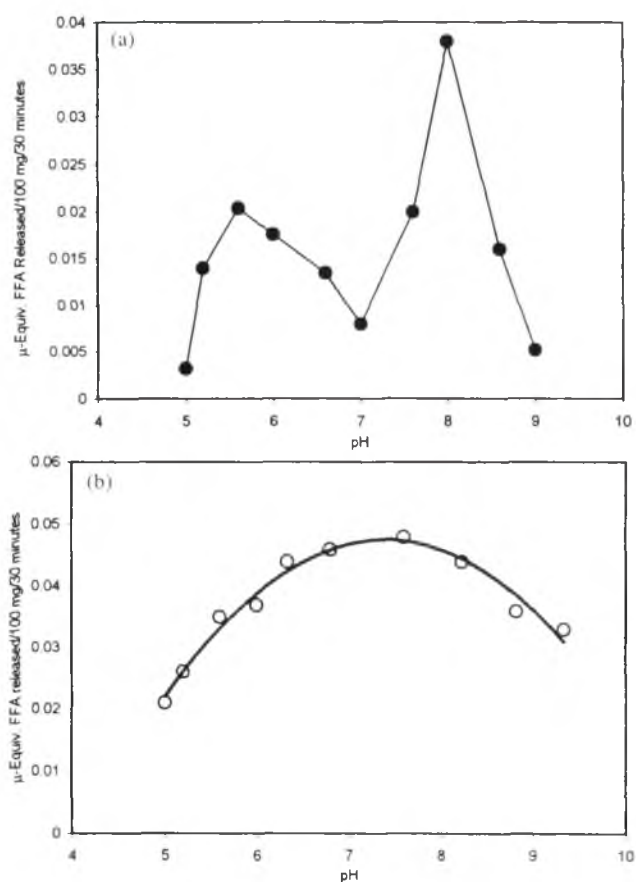 (a)
μ-Equiv. FFA Released/100 mg/30 minutes
0.04
0.035
0.03
0.025
0.02
0.015
0.01
0.005
0
4 5 6 7 8 9 10
pH
(b)
μ-Equiv. FFA released/100 mg/30 minutes
0.06
0.05
0.04
0.03
0.02
0.01
0
4 5 6 7 8 9 10
pH